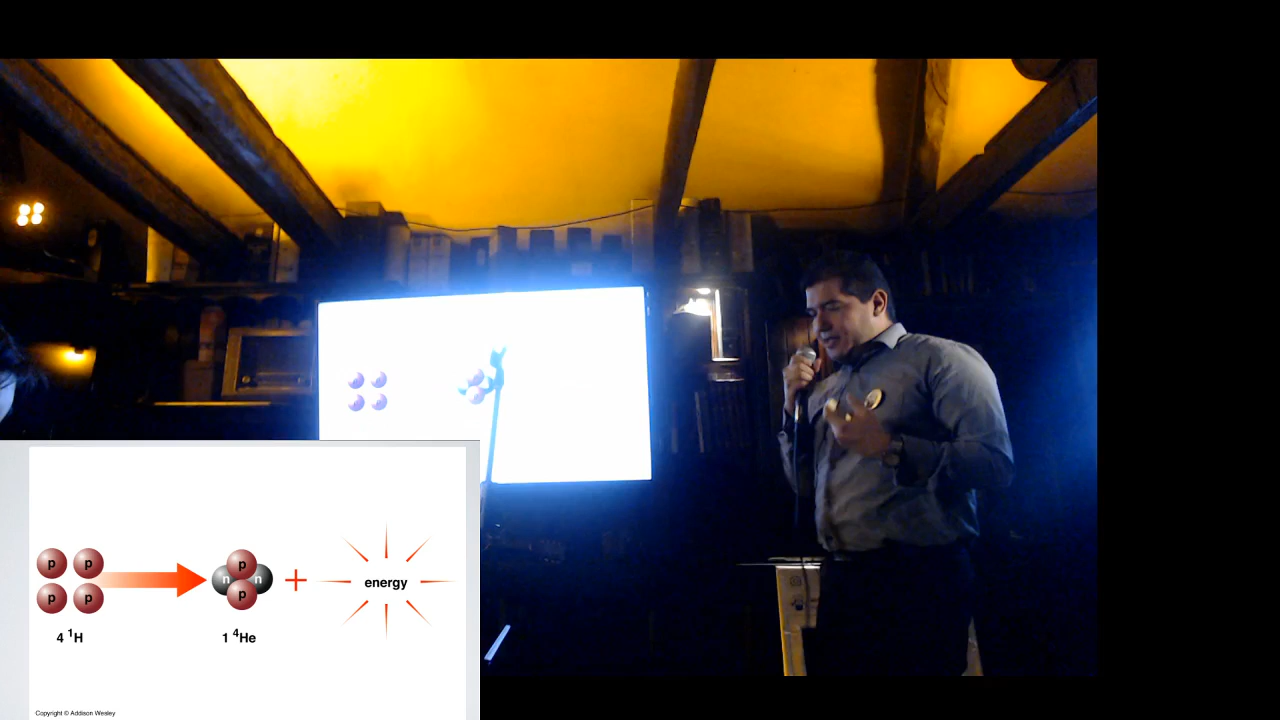 p p
p p
p
n n
p
+
energy
4 ¹H
1 ⁴He
Copyright © Addison Wesley